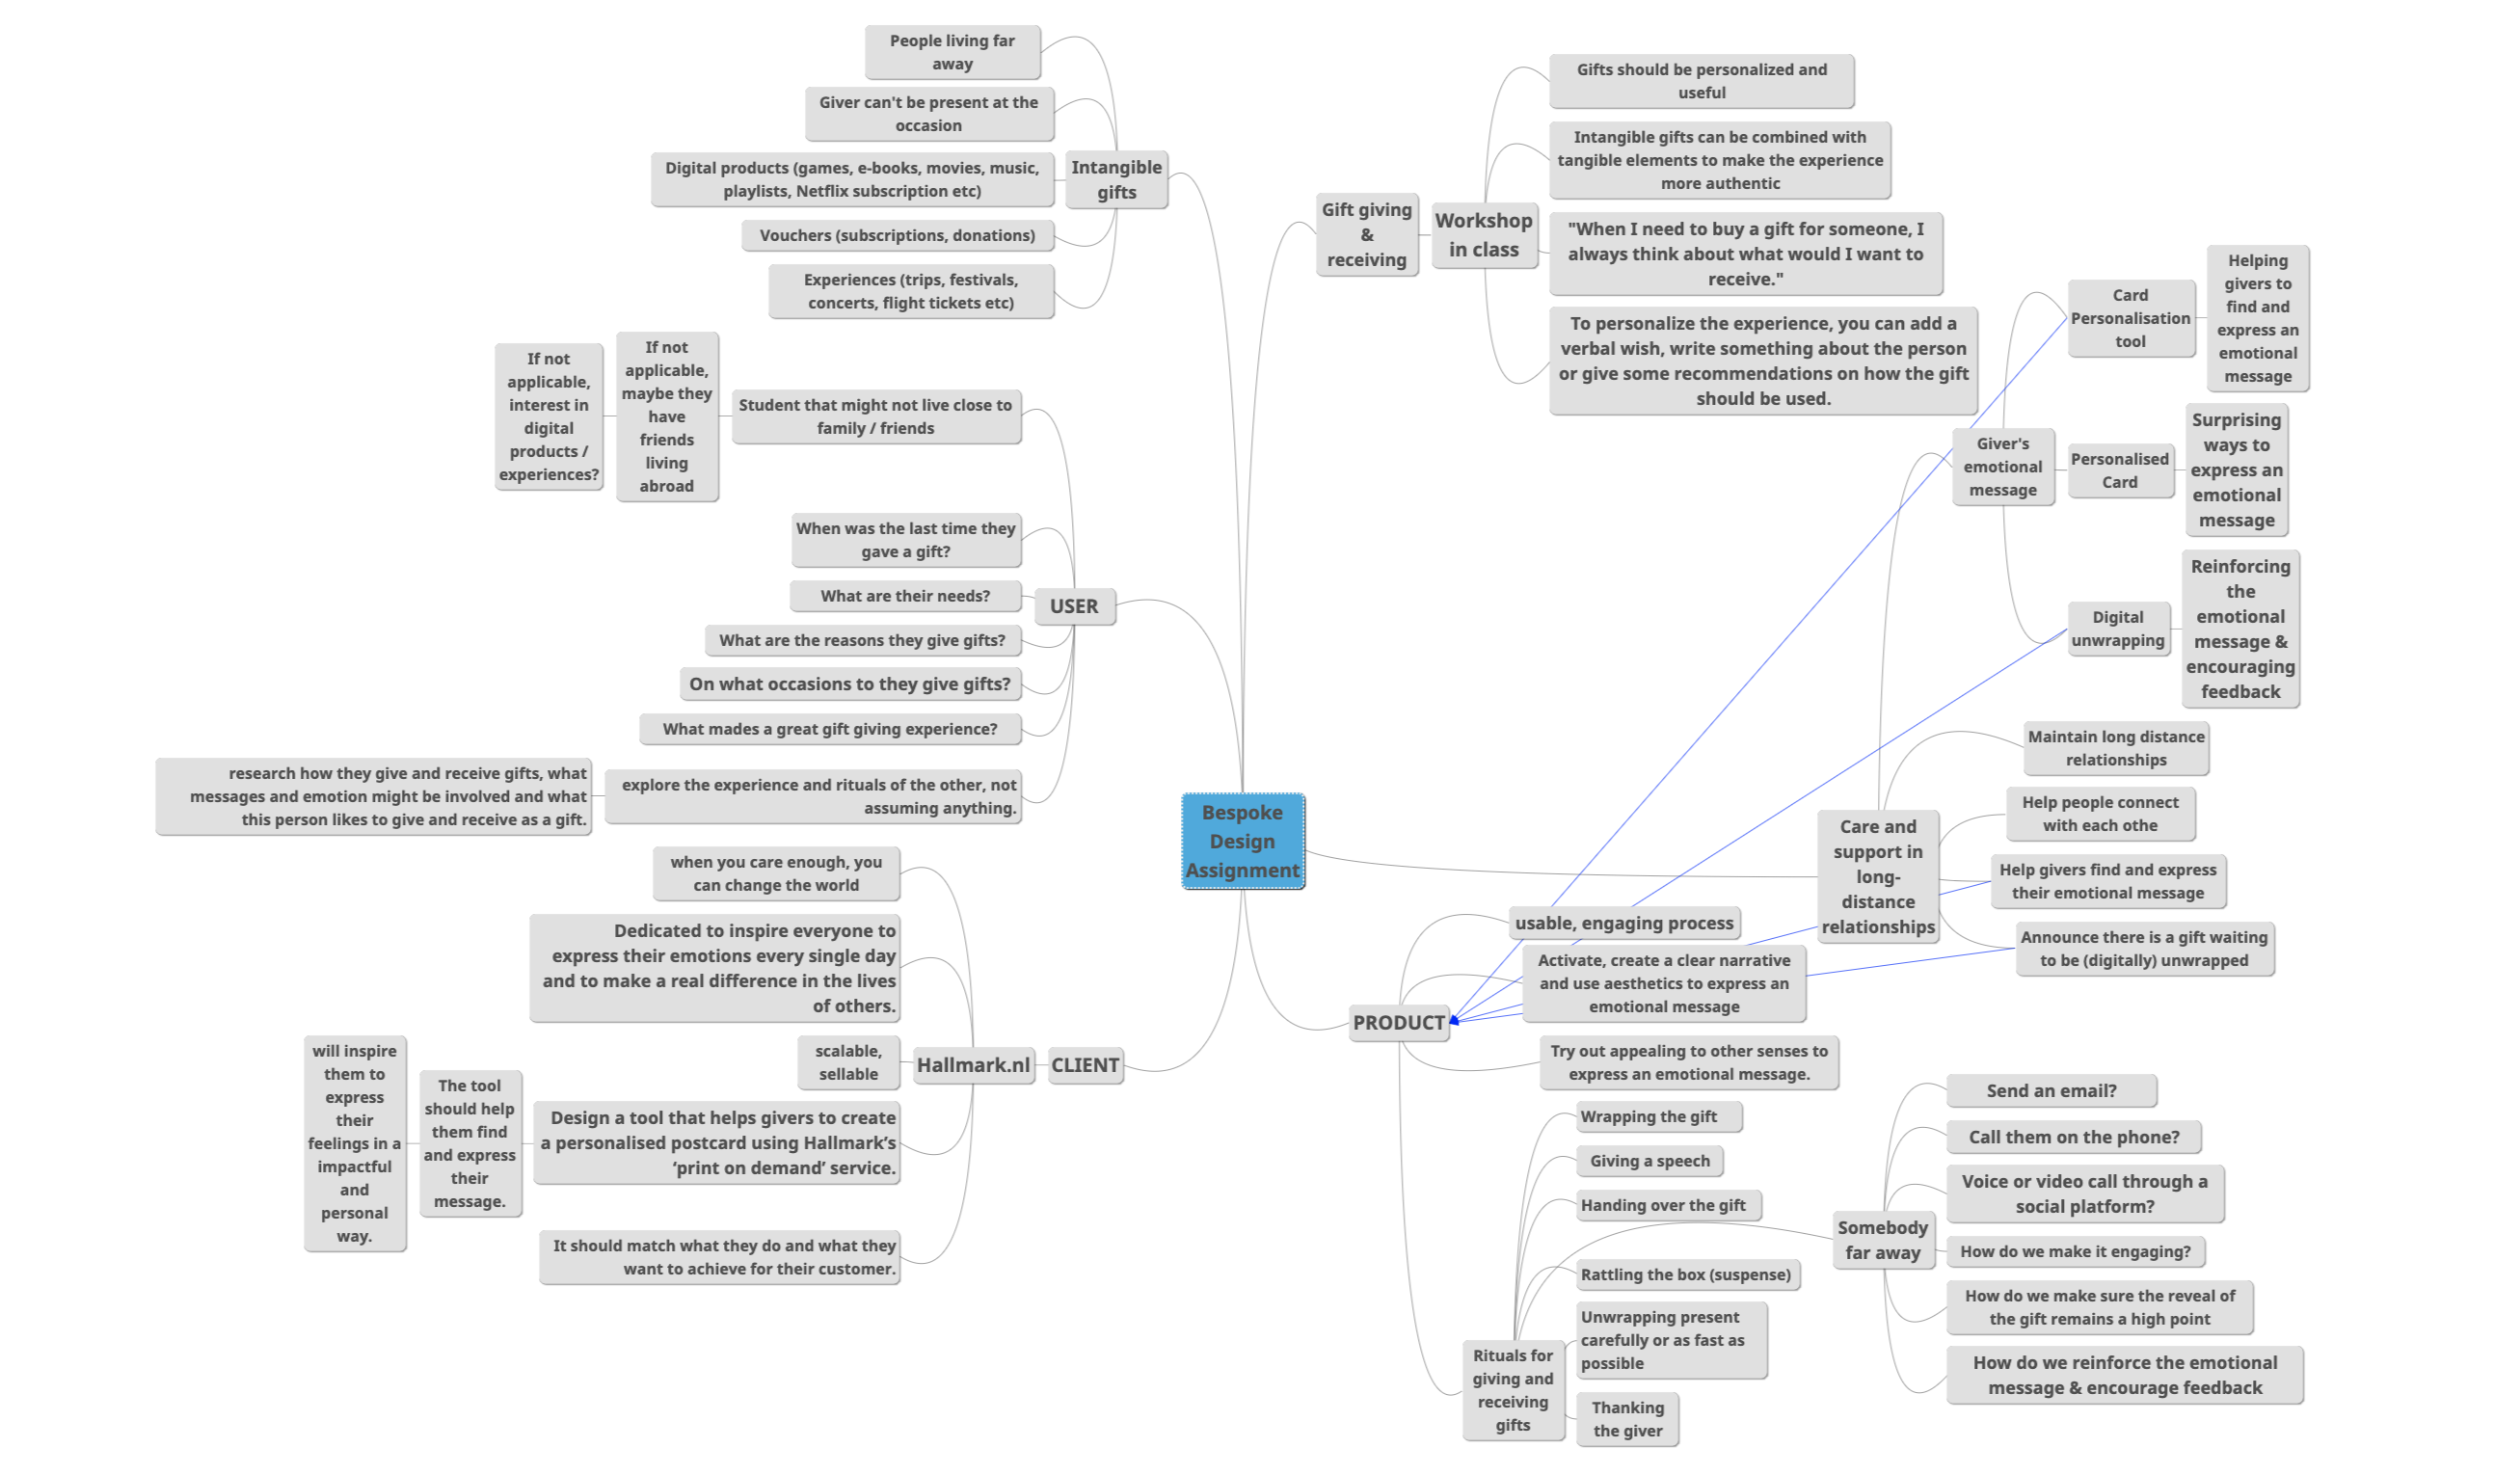 Bespoke
Design
Assignment
Intangible
gifts
People living far
away
Giver can't be present at the
occasion
Digital products (games, e-books, movies, music,
playlists, Netflix subscription etc)
Vouchers (subscriptions, donations)
Experiences (trips, festivals,
concerts, flight tickets etc)
USER
Student that might not live close to
family / friends
If not
applicable,
maybe they
have
friends
living
abroad
If not
applicable,
interest in
digital
products /
experiences?
When was the last time they
gave a gift?
What are their needs?
What are the reasons they give gifts?
On what occasions to they give gifts?
What mades a great gift giving experience?
explore the experience and rituals of the other, not
assuming anything.
research how they give and receive gifts, what
messages and emotion might be involved and what
this person likes to give and receive as a gift.
CLIENT
Hallmark.nl
when you care enough, you
can change the world
Dedicated to inspire everyone to
express their emotions every single day
and to make a real difference in the lives
of others.
scalable,
sellable
Design a tool that helps givers to create
a personalised postcard using Hallmark’s
‘print on demand’ service.
The tool
should help
them find
and express
their
message.
will inspire
them to
express
their
feelings in a
impactful
and
personal
way.
It should match what they do and what they
want to achieve for their customer.
Gift giving
&
receiving
Workshop
in class
Gifts should be personalized and
useful
Intangible gifts can be combined with
tangible elements to make the experience
more authentic
"When I need to buy a gift for someone, I
always think about what would I want to
receive."
To personalize the experience, you can add a
verbal wish, write something about the person
or give some recommendations on how the gift
should be used.
Care and
support in
long-
distance
relationships
Giver's
emotional
message
Card
Personalisation
tool
Helping
givers to
find and
express an
emotional
message
Personalised
Card
Surprising
ways to
express an
emotional
message
Digital
unwrapping
Reinforcing
the
emotional
message &
encouraging
feedback
Maintain long distance
relationships
Help people connect
with each othe
Help givers find and express
their emotional message
Announce there is a gift waiting
to be (digitally) unwrapped
PRODUCT
usable, engaging process
Activate, create a clear narrative
and use aesthetics to express an
emotional message
Try out appealing to other senses to
express an emotional message.
Rituals for
giving and
receiving
gifts
Wrapping the gift
Giving a speech
Handing over the gift
Rattling the box (suspense)
Unwrapping present
carefully or as fast as
possible
Thanking
the giver
Somebody
far away
Send an email?
Call them on the phone?
Voice or video call through a
social platform?
How do we make it engaging?
How do we make sure the reveal of
the gift remains a high point
How do we reinforce the emotional
message & encourage feedback